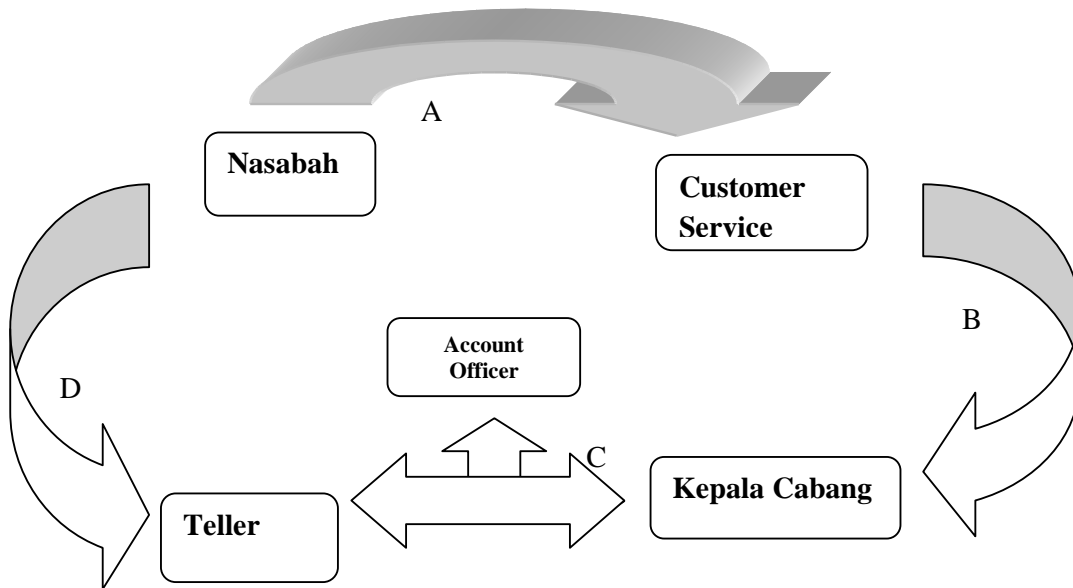 A
Nasabah
Customer
Service
B
Account
Officer
D
C
Kepala Cabang
Teller